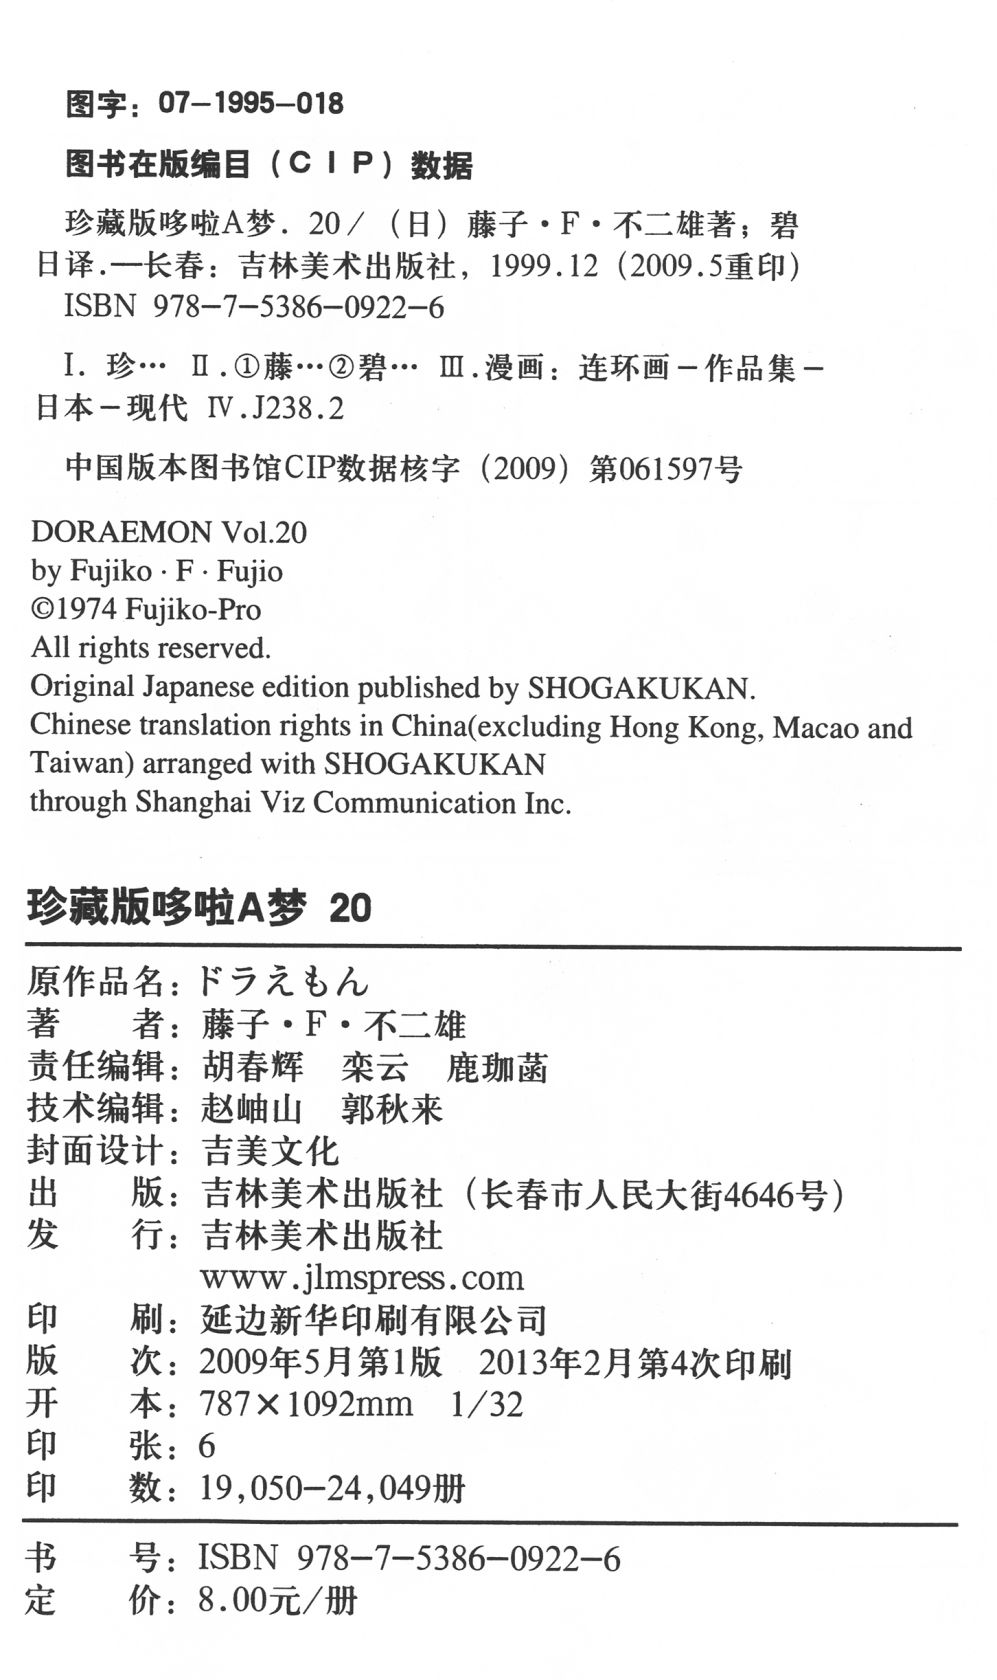 图字：07－1995－018
图书在版编目（CIP）数据
珍藏版哆啦A梦．20／（日）藤子・F・不二雄著；碧
日译．—长春：吉林美术出版社，1999.12（2009.5重印）
ISBN 978－7－5386－0922－6
Ⅰ．珍… Ⅱ．①藤…②碧… Ⅲ．漫画：连环画－作品集－
日本－现代 Ⅳ．J238.2
中国版本图书馆CIP数据核字（2009）第061597号
DORAEMON Vol.20
by Fujiko · F · Fujio
©1974 Fujiko-Pro
All rights reserved.
Original Japanese edition published by SHOGAKUKAN.
Chinese translation rights in China(excluding Hong Kong, Macao and
Taiwan) arranged with SHOGAKUKAN
through Shanghai Viz Communication Inc.
珍藏版哆啦A梦 20
原作品名：ドラえもん
著　　者：藤子・F・不二雄
责任编辑：胡春辉　栾云　鹿珈菡
技术编辑：赵岫山　郭秋来
封面设计：吉美文化
出　　版：吉林美术出版社（长春市人民大街4646号）
发　　行：吉林美术出版社
www.jlmspress.com
印　　刷：延边新华印刷有限公司
版　　次：2009年5月第1版　2013年2月第4次印刷
开　　本：787×1092mm　1/32
印　　张：6
印　　数：19,050－24,049册
书　　号：ISBN 978－7－5386－0922－6
定　　价：8.00元／册